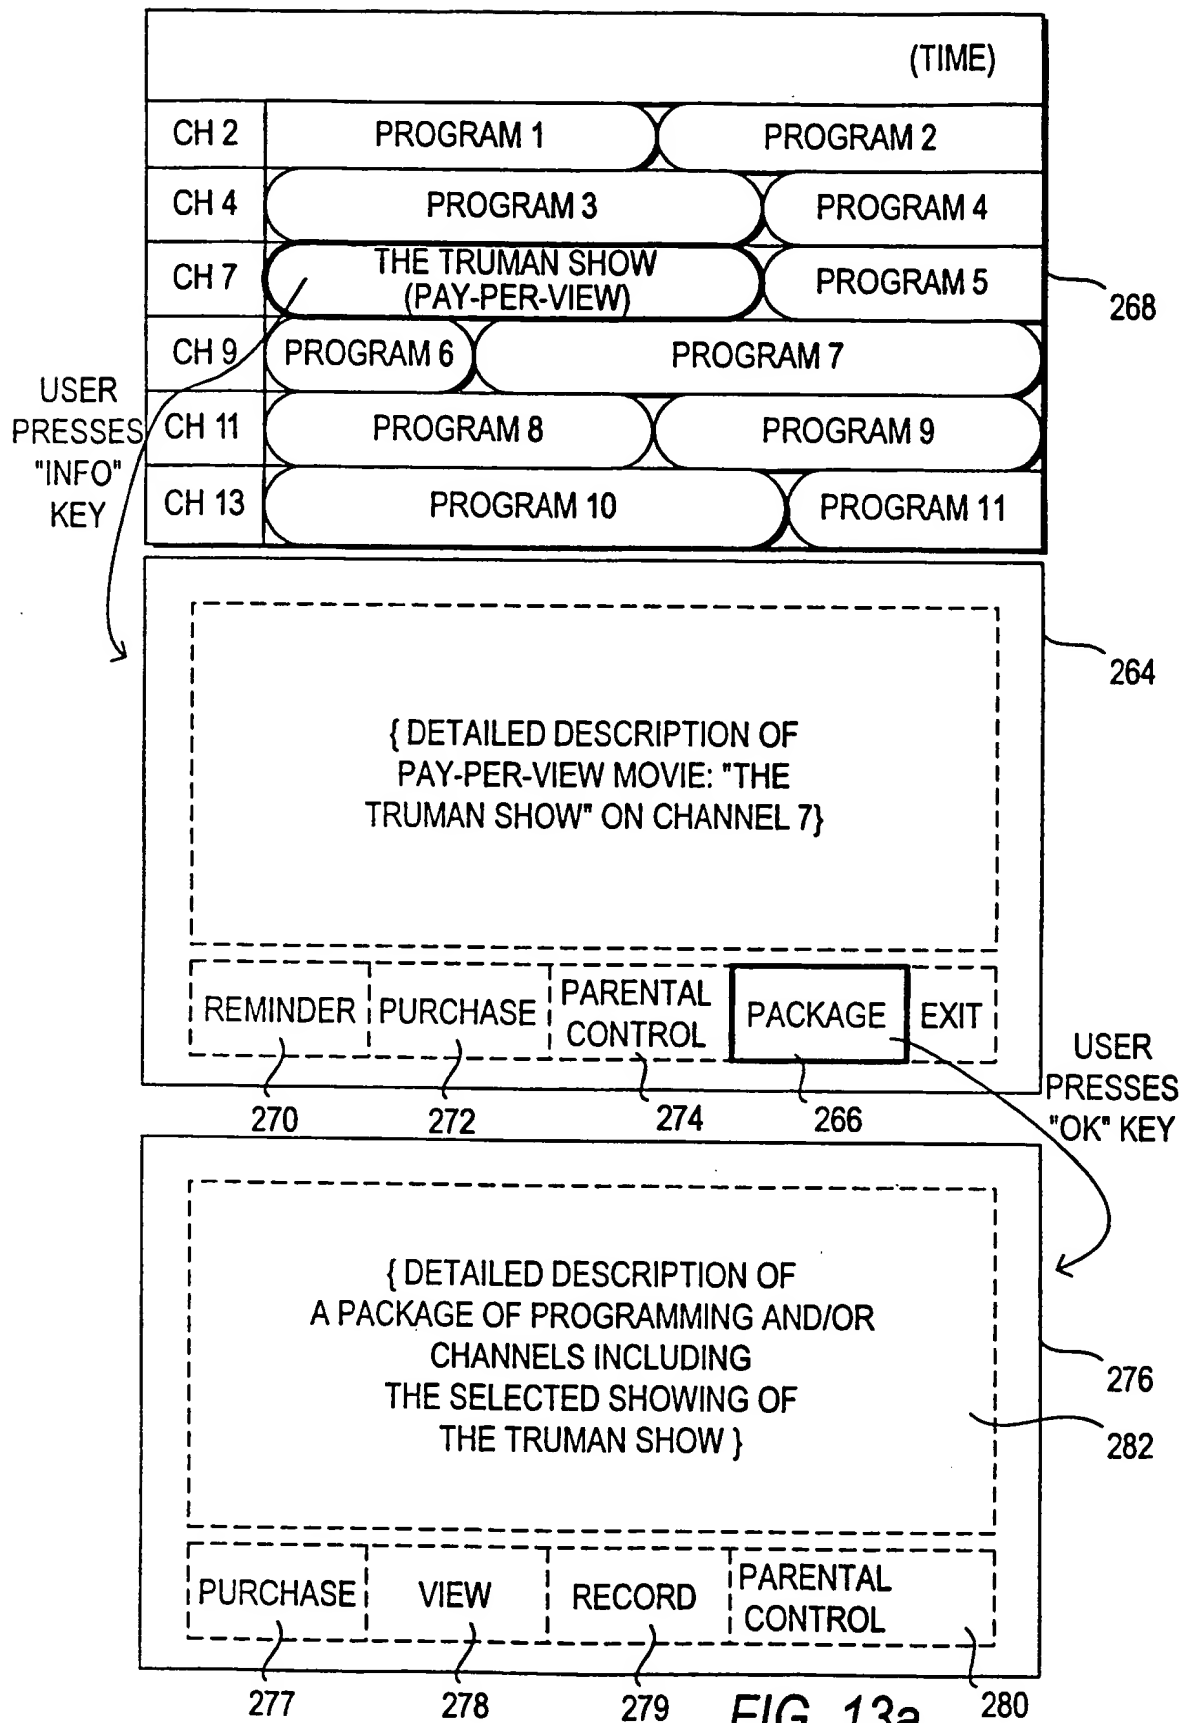 (TIME)
CH 2 PROGRAM 1 PROGRAM 2
CH 4 PROGRAM 3 PROGRAM 4
CH 7 THE TRUMAN SHOW
(PAY-PER-VIEW) PROGRAM 5
268
CH 9 PROGRAM 6 PROGRAM 7
CH 11 PROGRAM 8 PROGRAM 9
CH 13 PROGRAM 10 PROGRAM 11
USER
PRESSES
"INFO"
KEY
264
{ DETAILED DESCRIPTION OF
PAY-PER-VIEW MOVIE: "THE
TRUMAN SHOW" ON CHANNEL 7}
REMINDER PURCHASE PARENTAL
CONTROL PACKAGE EXIT
270 272 274 266
USER
PRESSES
"OK" KEY
{ DETAILED DESCRIPTION OF
A PACKAGE OF PROGRAMMING AND/OR
CHANNELS INCLUDING
THE SELECTED SHOWING OF
THE TRUMAN SHOW }
276
282
PURCHASE VIEW RECORD PARENTAL
CONTROL
277 278 279 280
FIG. 13a